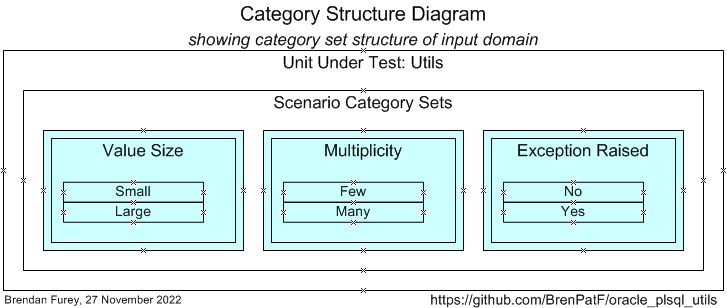 Category Structure Diagram
showing category set structure of input domain
Unit Under Test: Utils
Scenario Category Sets
Value Size
Small
Large
Multiplicity
Few
Many
Exception Raised
No
Yes
Brendan Furey, 27 November 2022
https://github.com/BrenPatF/oracle_plsql_utils